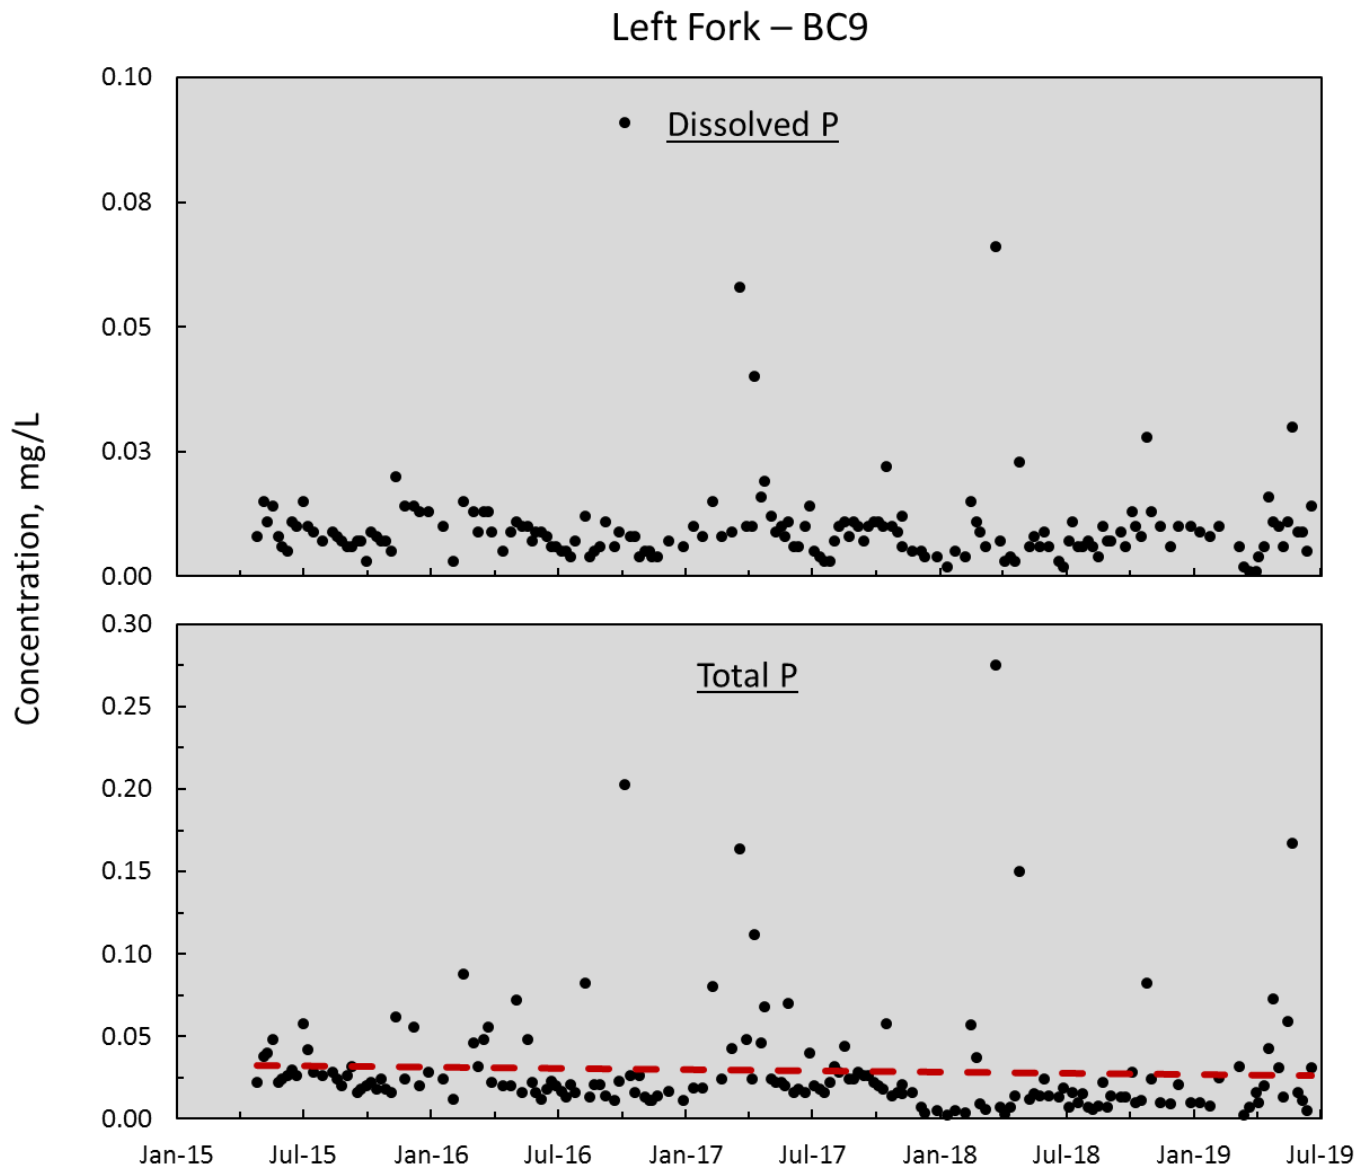 Left Fork – BC9
0.10
Dissolved P
0.08
0.05
0.03
0.00
Concentration, mg/L
0.30
Total P
0.25
0.20
0.15
0.10
0.05
0.00
Jan-15 Jul-15 Jan-16 Jul-16 Jan-17 Jul-17 Jan-18 Jul-18 Jan-19 Jul-19